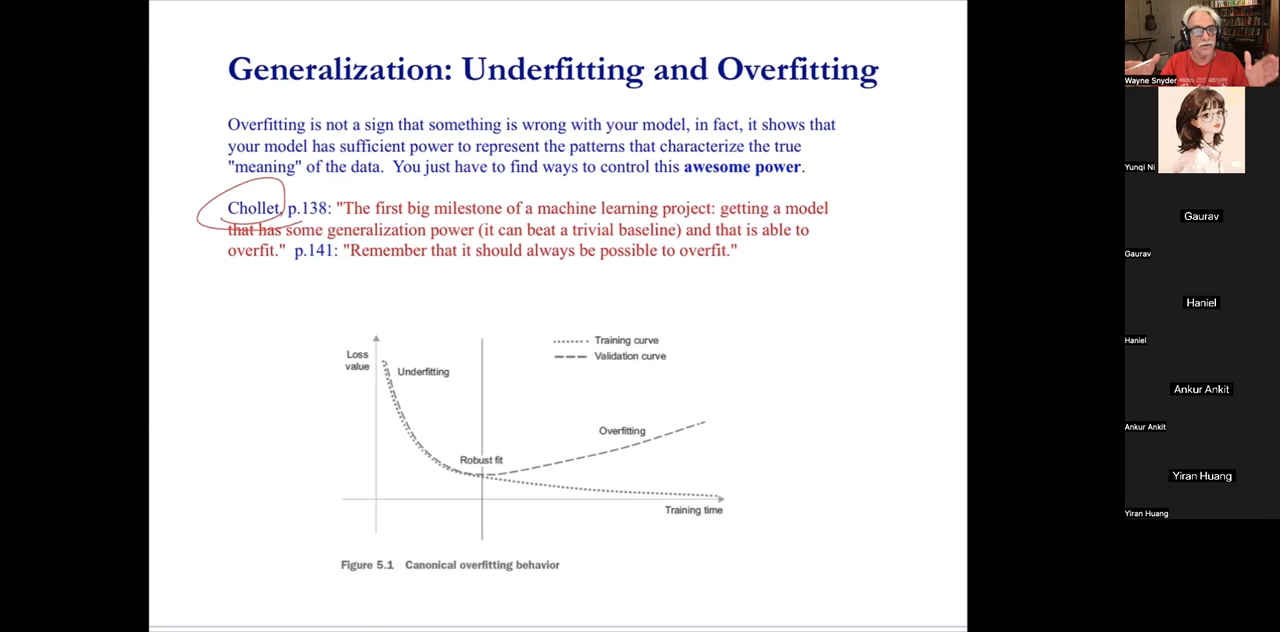 Generalization: Underfitting and Overfitting
Overfitting is not a sign that something is wrong with your model, in fact, it shows that
your model has sufficient power to represent the patterns that characterize the true
"meaning" of the data.  You just have to find ways to control this awesome power.
Chollet, p.138: "The first big milestone of a machine learning project: getting a model
that has some generalization power (it can beat a trivial baseline) and that is able to
overfit."  p.141: "Remember that it should always be possible to overfit."
Loss
value
Underfitting
Training curve
Validation curve
Overfitting
Robust fit
Training time
Figure 5.1 Canonical overfitting behavior
Wayne Snyder
Yunqi Ni
Gaurav
Gaurav
Haniel
Haniel
Ankur Ankit
Ankur Ankit
Yiran Huang
Yiran Huang